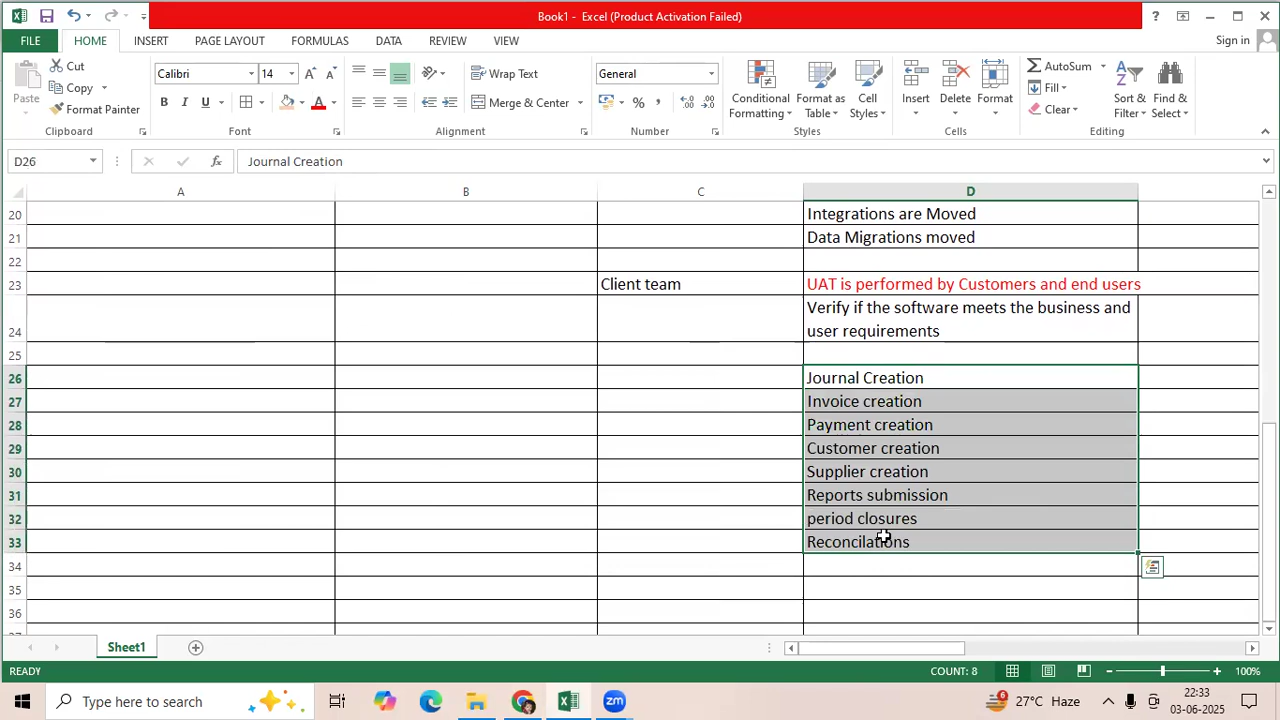 Book1 - Excel (Product Activation Failed)
?
Sign in
FILE
HOME
INSERT
PAGE LAYOUT
FORMULAS
DATA
REVIEW
VIEW
Paste
Cut
Copy
Format Painter
Clipboard
Calibri
14
B I U
Font
Wrap Text
Merge & Center
Alignment
General
%
Number
Conditional Formatting
Format as Table
Cell Styles
Styles
Insert
Delete
Format
Cells
AutoSum
Fill
Clear
Sort & Filter
Find & Select
Editing
D26
fx
Journal Creation
A B C D
20 Integrations are Moved
21 Data Migrations moved
22
23 Client team UAT is performed by Customers and end users
Verify if the software meets the business and
24 user requirements
25
26 Journal Creation
27 Invoice creation
28 Payment creation
29 Customer creation
30 Supplier creation
31 Reports submission
32 period closures
33 Reconcilations
34
35
36
37
Sheet1
READY
COUNT: 8
100%
Type here to search
zm
6
27°C Haze
22:33
03-06-2025